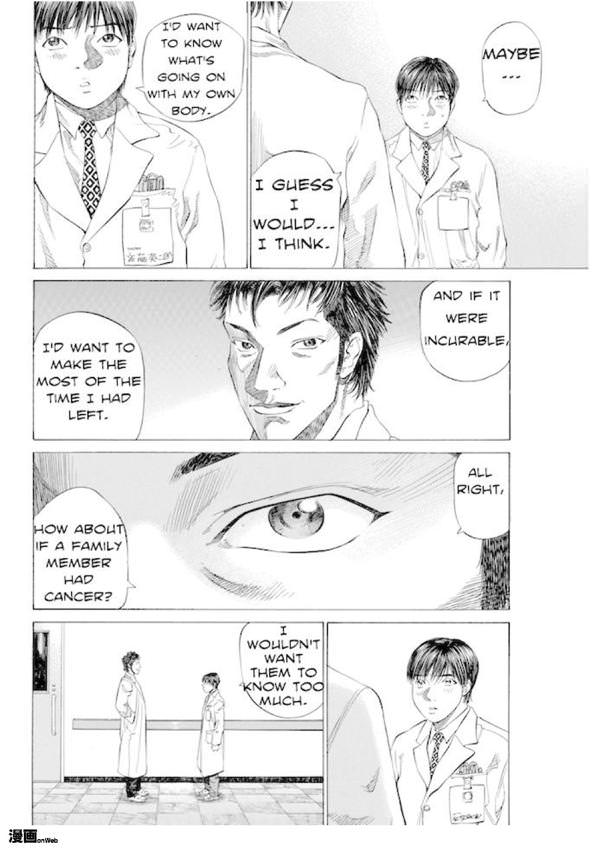 MAYBE
...
I GUESS
I
WOULD...
I THINK.
I'D WANT
TO KNOW
WHAT'S
GOING ON
WITH MY OWN
BODY.
AND IF IT
WERE
INCURABLE,
I'D WANT TO
MAKE THE
MOST OF THE
TIME I HAD
LEFT.
ALL
RIGHT,
HOW ABOUT
IF A FAMILY
MEMBER
HAD
CANCER?
I
WOULDN'T
WANT
THEM TO
KNOW TOO
MUCH.
漫画onWeb